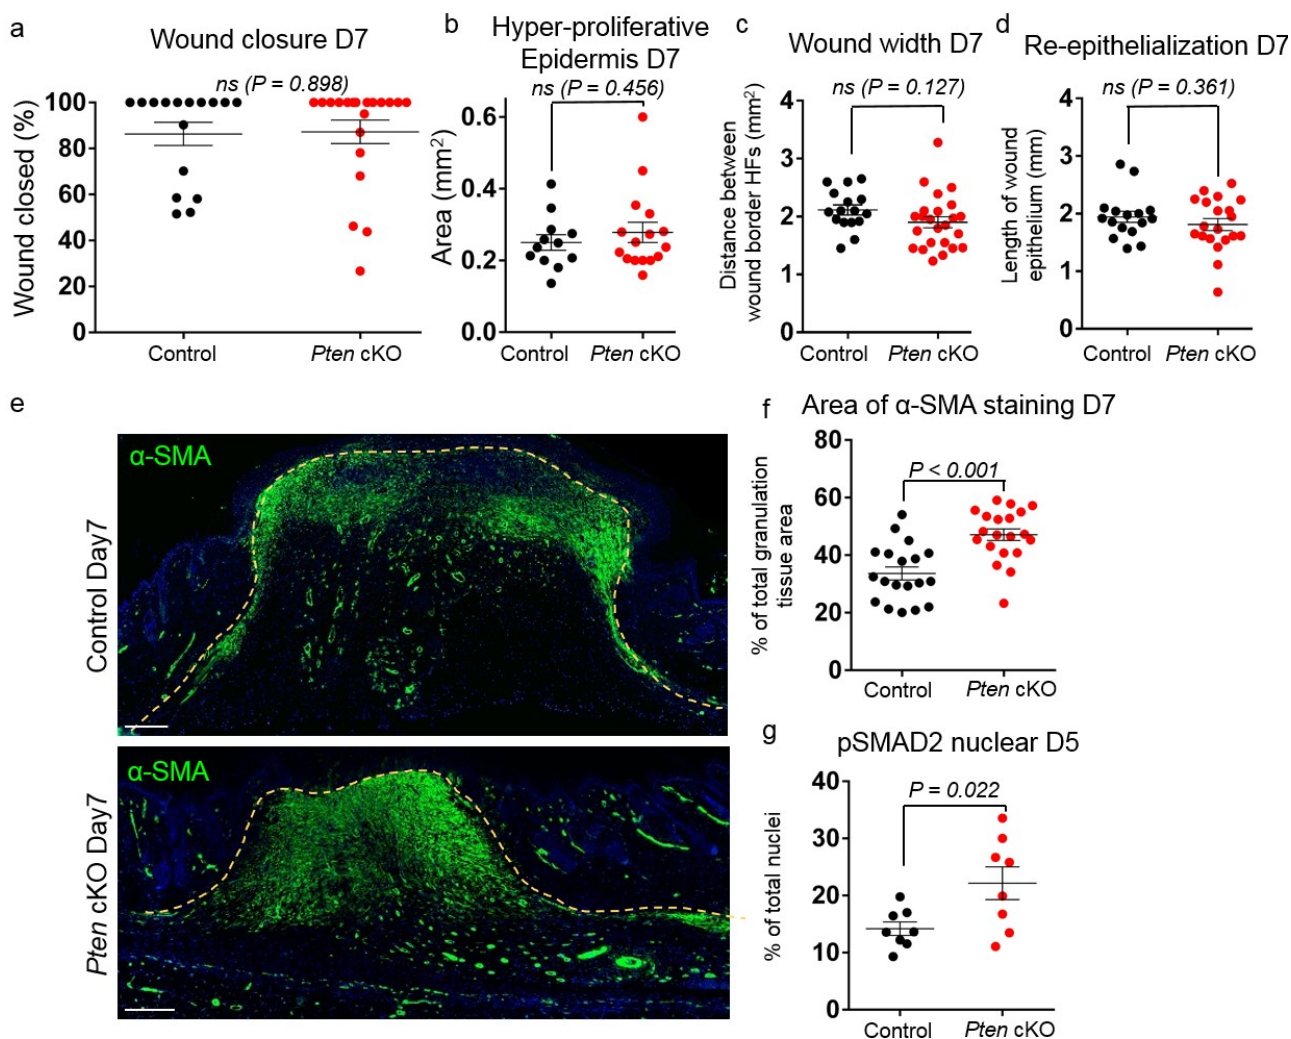 a
Wound closure D7
ns (P = 0.898)
Wound closed (%)
100
80
60
40
20
0
Control
Pten cKO
b
Hyper-proliferative
Epidermis D7
ns (P = 0.456)
Area (mm²)
0.6
0.4
0.2
0.0
Control
Pten cKO
c
Wound width D7
ns (P = 0.127)
Distance between
wound border HFs (mm²)
4
3
2
1
0
Control
Pten cKO
d
Re-epithelialization D7
ns (P = 0.361)
Length of wound
epithelium (mm)
4
3
2
1
0
Control
Pten cKO
e
Control Day7
α-SMA
Pten cKO Day7
α-SMA
f
Area of α-SMA staining D7
P < 0.001
% of total granulation
tissue area
80
60
40
20
0
Control
Pten cKO
g
pSMAD2 nuclear D5
P = 0.022
% of total nuclei
40
30
20
10
0
Control
Pten cKO